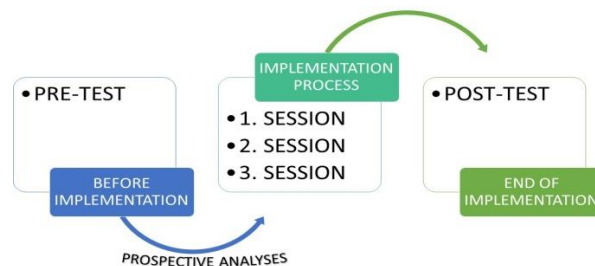 • PRE-TEST
BEFORE
IMPLEMENTATION
PROSPECTIVE ANALYSES
IMPLEMENTATION
PROCESS
• 1. SESSION
• 2. SESSION
• 3. SESSION
• POST-TEST
END OF
IMPLEMENTATION